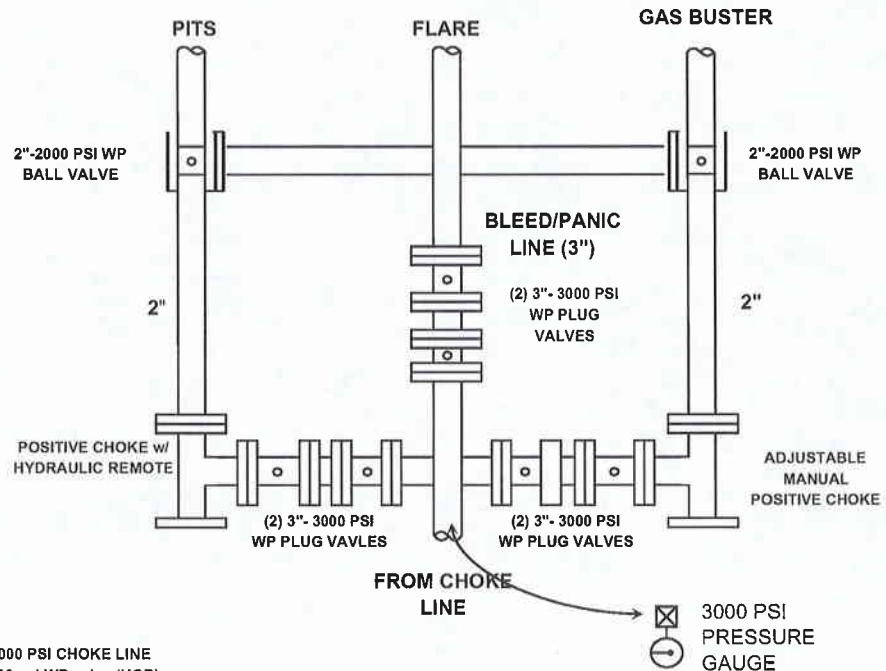 PITS
FLARE
GAS BUSTER
2"-2000 PSI WP
BALL VALVE
2"-2000 PSI WP
BALL VALVE
BLEED/PANIC
LINE (3")
(2) 3"- 3000 PSI
WP PLUG
VALVES
2"
2"
POSITIVE CHOKE w/
HYDRAULIC REMOTE
ADJUSTABLE
MANUAL
POSITIVE CHOKE
(2) 3"- 3000 PSI
WP PLUG VAVLES
(2) 3"- 3000 PSI
WP PLUG VALVES
FROM CHOKE
LINE
3000 PSI
PRESSURE
GAUGE
000 PSI CHOKE LINE